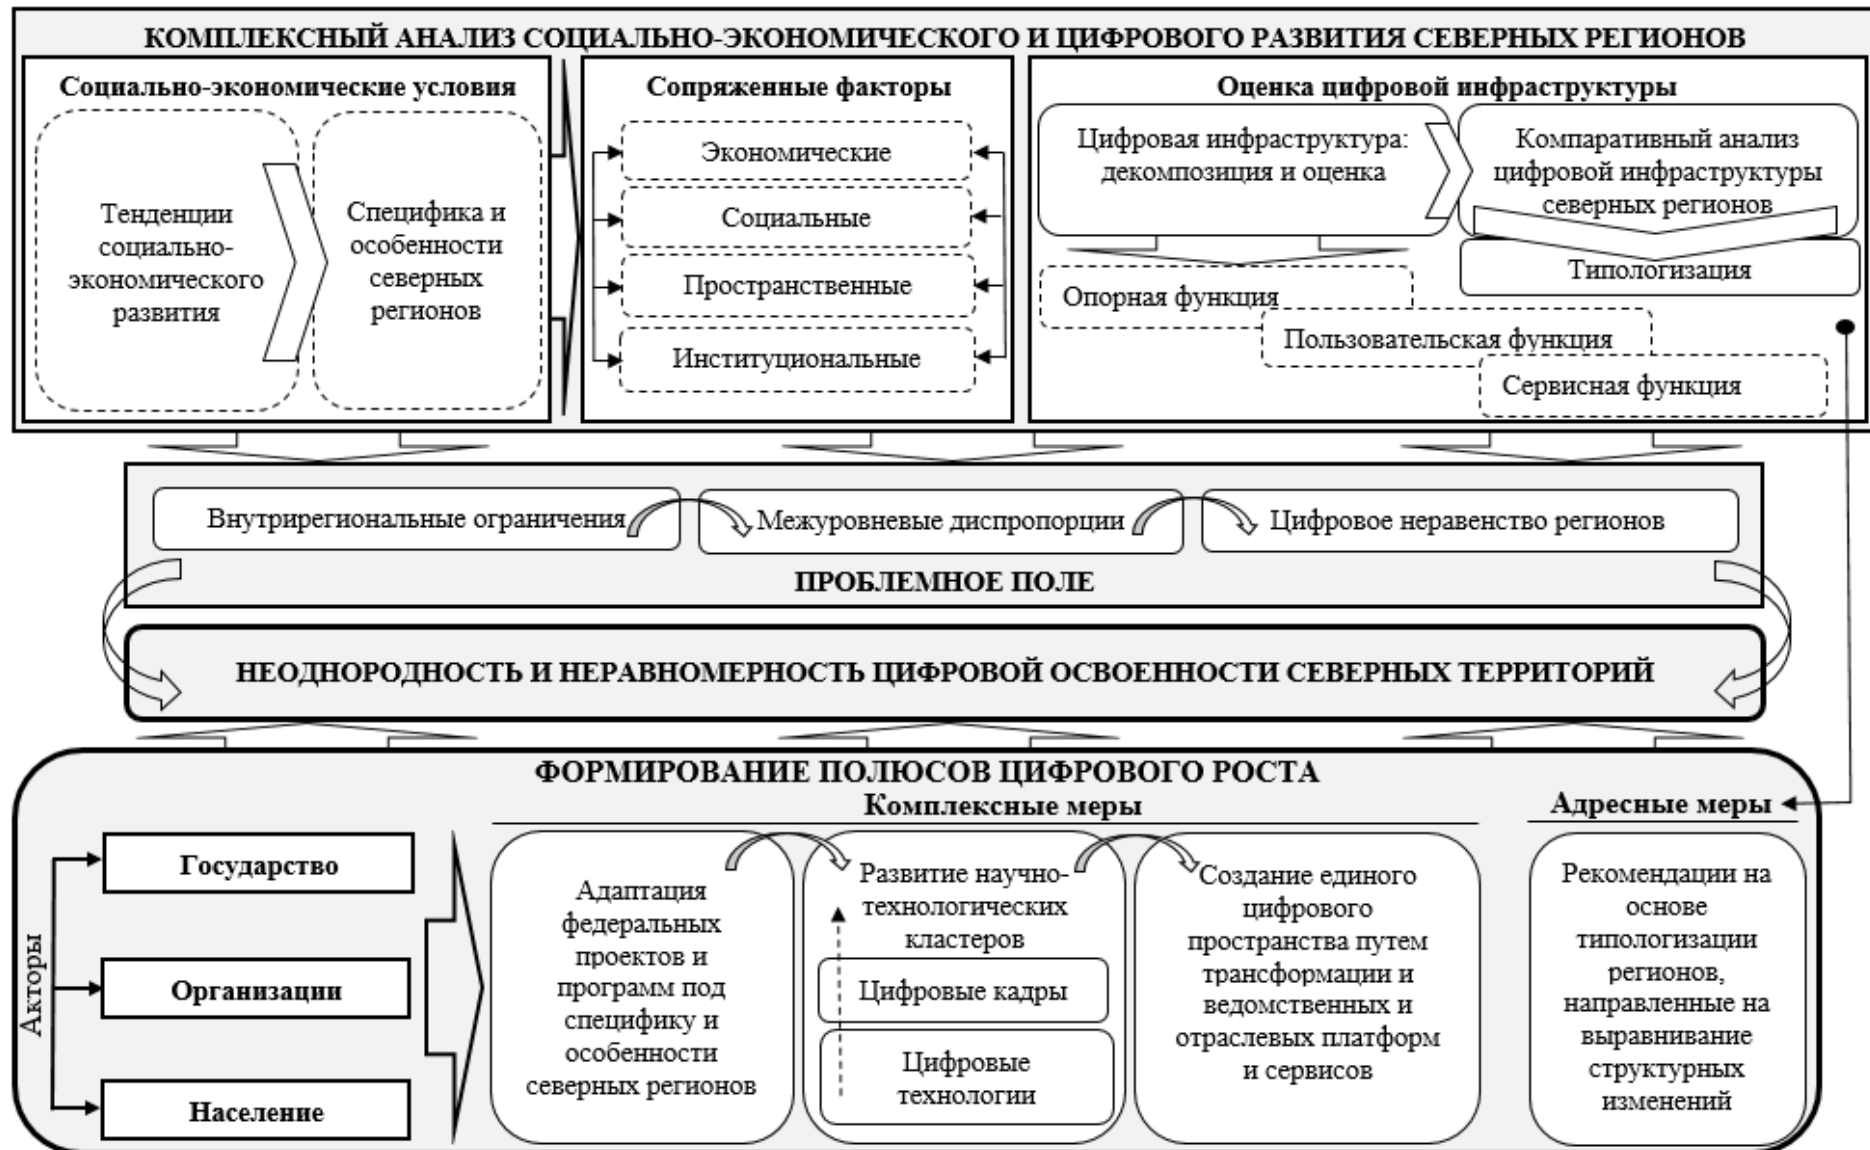 КОМПЛЕКСНЫЙ АНАЛИЗ СОЦИАЛЬНО-ЭКОНОМИЧЕСКОГО И ЦИФРОВОГО РАЗВИТИЯ СЕВЕРНЫХ РЕГИОНОВ
Социально-экономические условия
Тенденции
социально-
экономического
развития
Специфика и
особенности
северных
регионов
Сопряженные факторы
Экономические
Социальные
Пространственные
Институциональные
Оценка цифровой инфраструктуры
Цифровая инфраструктура:
декомпозиция и оценка
Компаративный анализ
цифровой инфраструктуры
северных регионов
Типологизация
Опорная функция
Пользовательская функция
Сервисная функция
Внутрирегиональные ограничения
Межуровневые диспропорции
Цифровое неравенство регионов
ПРОБЛЕМНОЕ ПОЛЕ
НЕОДНОРОДНОСТЬ И НЕРАВНОМЕРНОСТЬ ЦИФРОВОЙ ОСВОЕННОСТИ СЕВЕРНЫХ ТЕРРИТОРИЙ
ФОРМИРОВАНИЕ ПОЛЮСОВ ЦИФРОВОГО РОСТА
Акторы
Государство
Организации
Население
Комплексные меры
Адаптация
федеральных
проектов и
программ под
специфику и
особенности
северных регионов
Развитие научно-
технологических
кластеров
Цифровые кадры
Цифровые
технологии
Создание единого
цифрового
пространства путем
трансформации и
ведомственных и
отраслевых платформ
и сервисов
Адресные меры
Рекомендации на
основе
типологизации
регионов,
направленные на
выравнивание
структурных
изменений